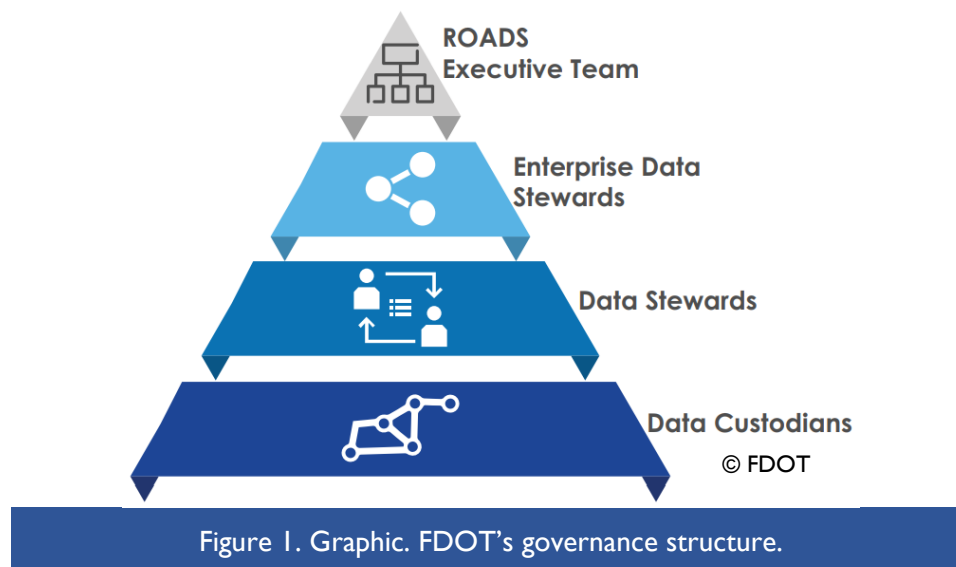 ROADS
Executive Team
Enterprise Data
Stewards
Data Stewards
Data Custodians
© FDOT
Figure 1. Graphic. FDOT’s governance structure.